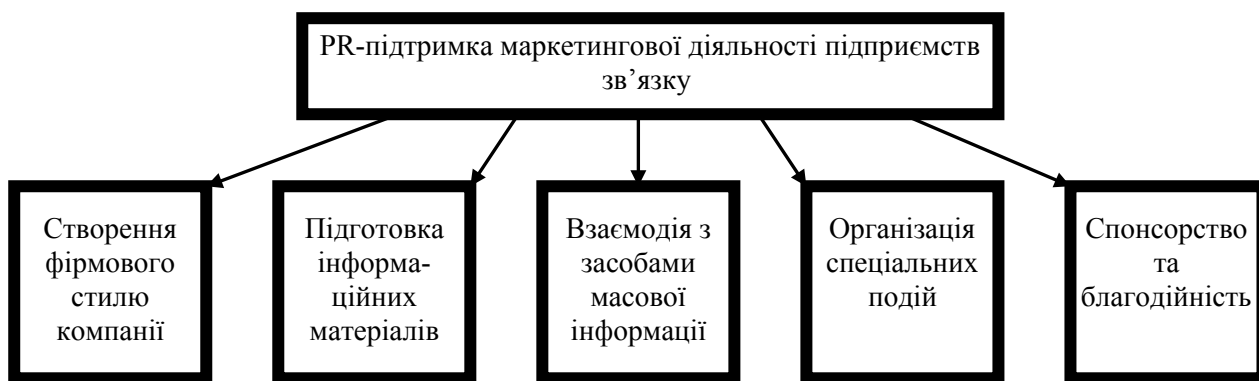 PR-підтримка маркетингової діяльності підприємств
зв’язку
Створення
фірмового
стилю
компанії
Підготовка
інформа-
ційних
матеріалів
Взаємодія з
засобами
масової
інформації
Організація
спеціальних
подій
Спонсорство
та
благодійність